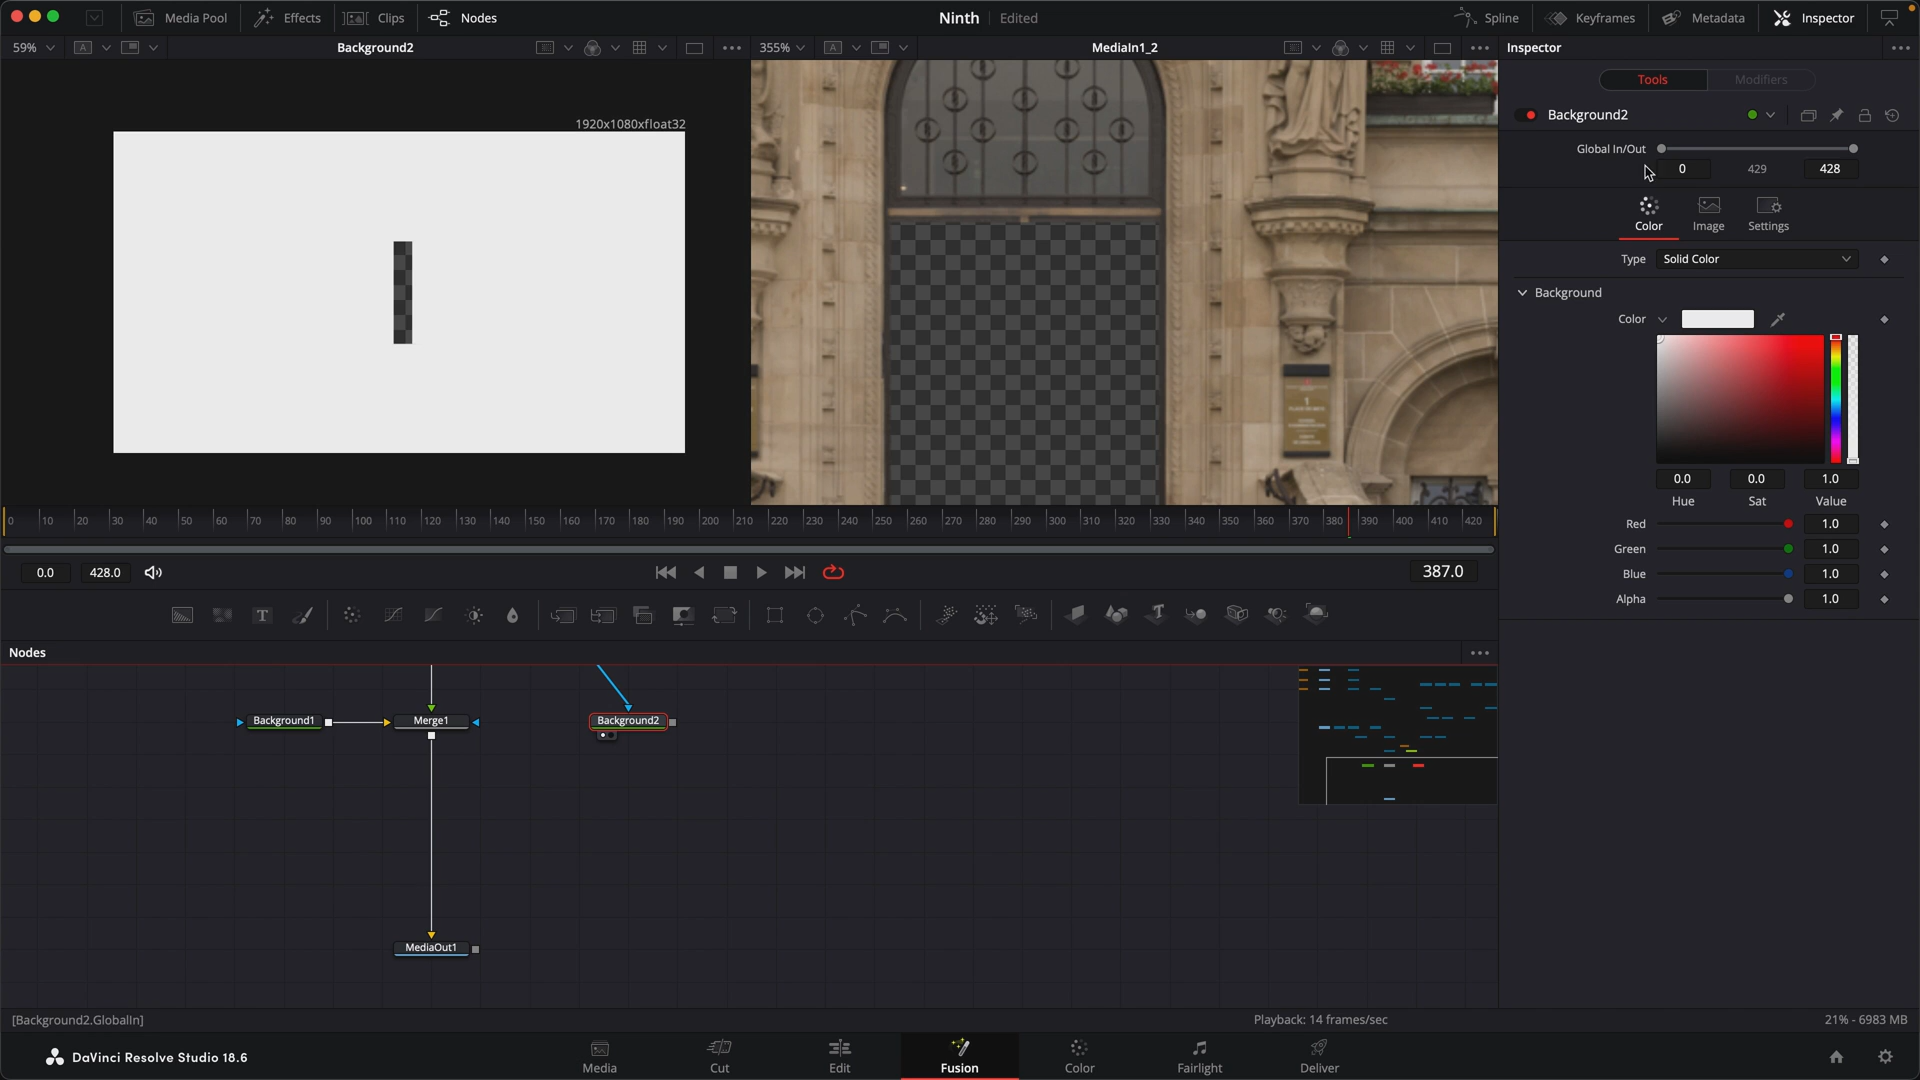 Media Pool
Effects
Clips
Nodes
Ninth
Edited
Spline
Keyframes
Metadata
Inspector
59%
A
Background2
355%
A
MediaIn1_2
Inspector
1920x1080xfloat32
Tools
Modifiers
Background2
Global In/Out
0
429
428
Color
Image
Settings
Type
Solid Color
Background
Color
0.0
0.0
1.0
Hue
Sat
Value
Red
1.0
Green
1.0
Blue
1.0
Alpha
1.0
0 10 20 30 40 50 60 70 80 90 100 110 120 130 140 150 160 170 180 190 200 210 220 230 240 250 260 270 280 290 300 310 320 330 340 350 360 370 380 390 400 410 420
0.0
428.0
387.0
T
T
Nodes
Background1
Merge1
Background2
MediaOut1
[Background2.GlobalIn]
Playback: 14 frames/sec
21% - 6983 MB
DaVinci Resolve Studio 18.6
Media
Cut
Edit
Fusion
Color
Fairlight
Deliver